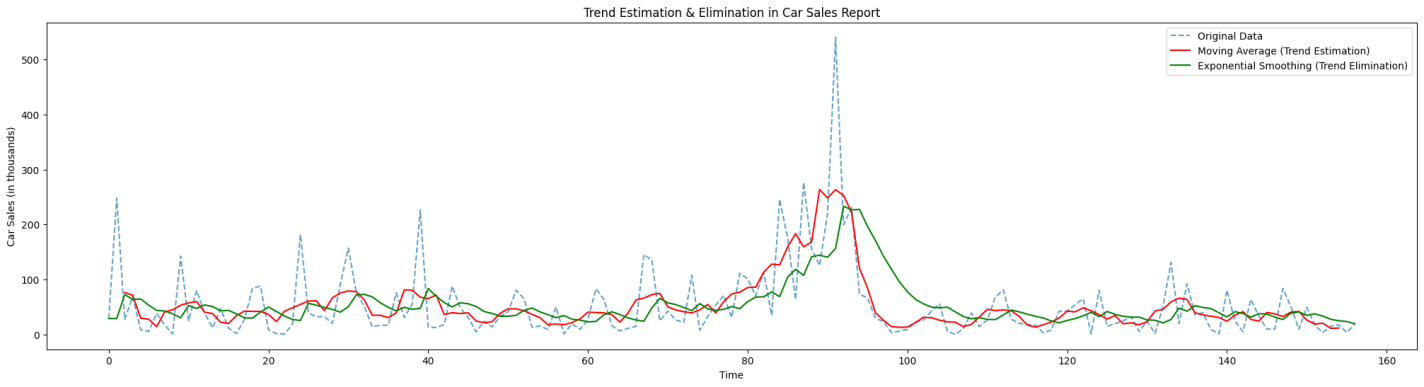 Trend Estimation & Elimination in Car Sales Report
Original Data
Moving Average (Trend Estimation)
Exponential Smoothing (Trend Elimination)
Car Sales (in thousands)
500
400
300
200
100
0
0 20 40 60 80 100 120 140 160
Time